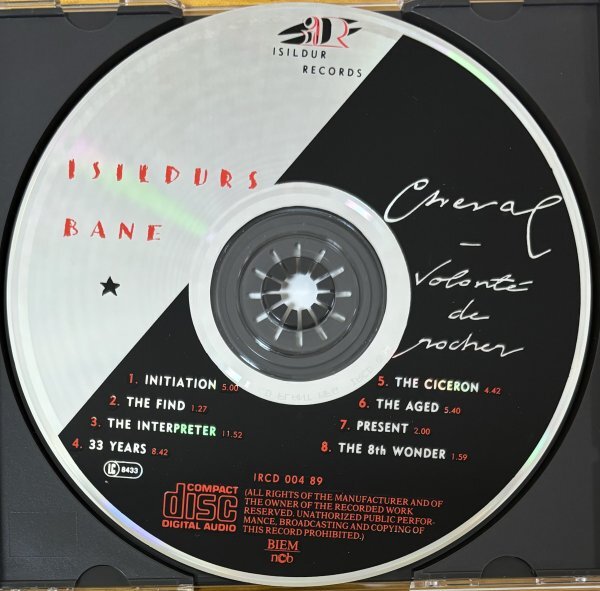 ISILDUR
RECORDS
ISILDURS
BANE
Cheval
–
Volonté
de
rocher
1. INITIATION 5.00
2. THE FIND 1.27
3. THE INTERPRETER 11.52
4. 33 YEARS 8.42
5. THE CICERON 4.42
6. THE AGED 5.40
7. PRESENT 2.00
8. THE 8th WONDER 1.59
LC 8433
IRCD 004 89
COMPACT
disc
DIGITAL AUDIO
(ALL RIGHTS OF THE MANUFACTURER AND OF
THE OWNER OF THE RECORDED WORK
RESERVED. UNATHORIZED PUBLIC PERFOR-
MANCE, BROADCASTING AND COPYING OF
THIS RECORD PROHIBITED.)
BIEM
ncb